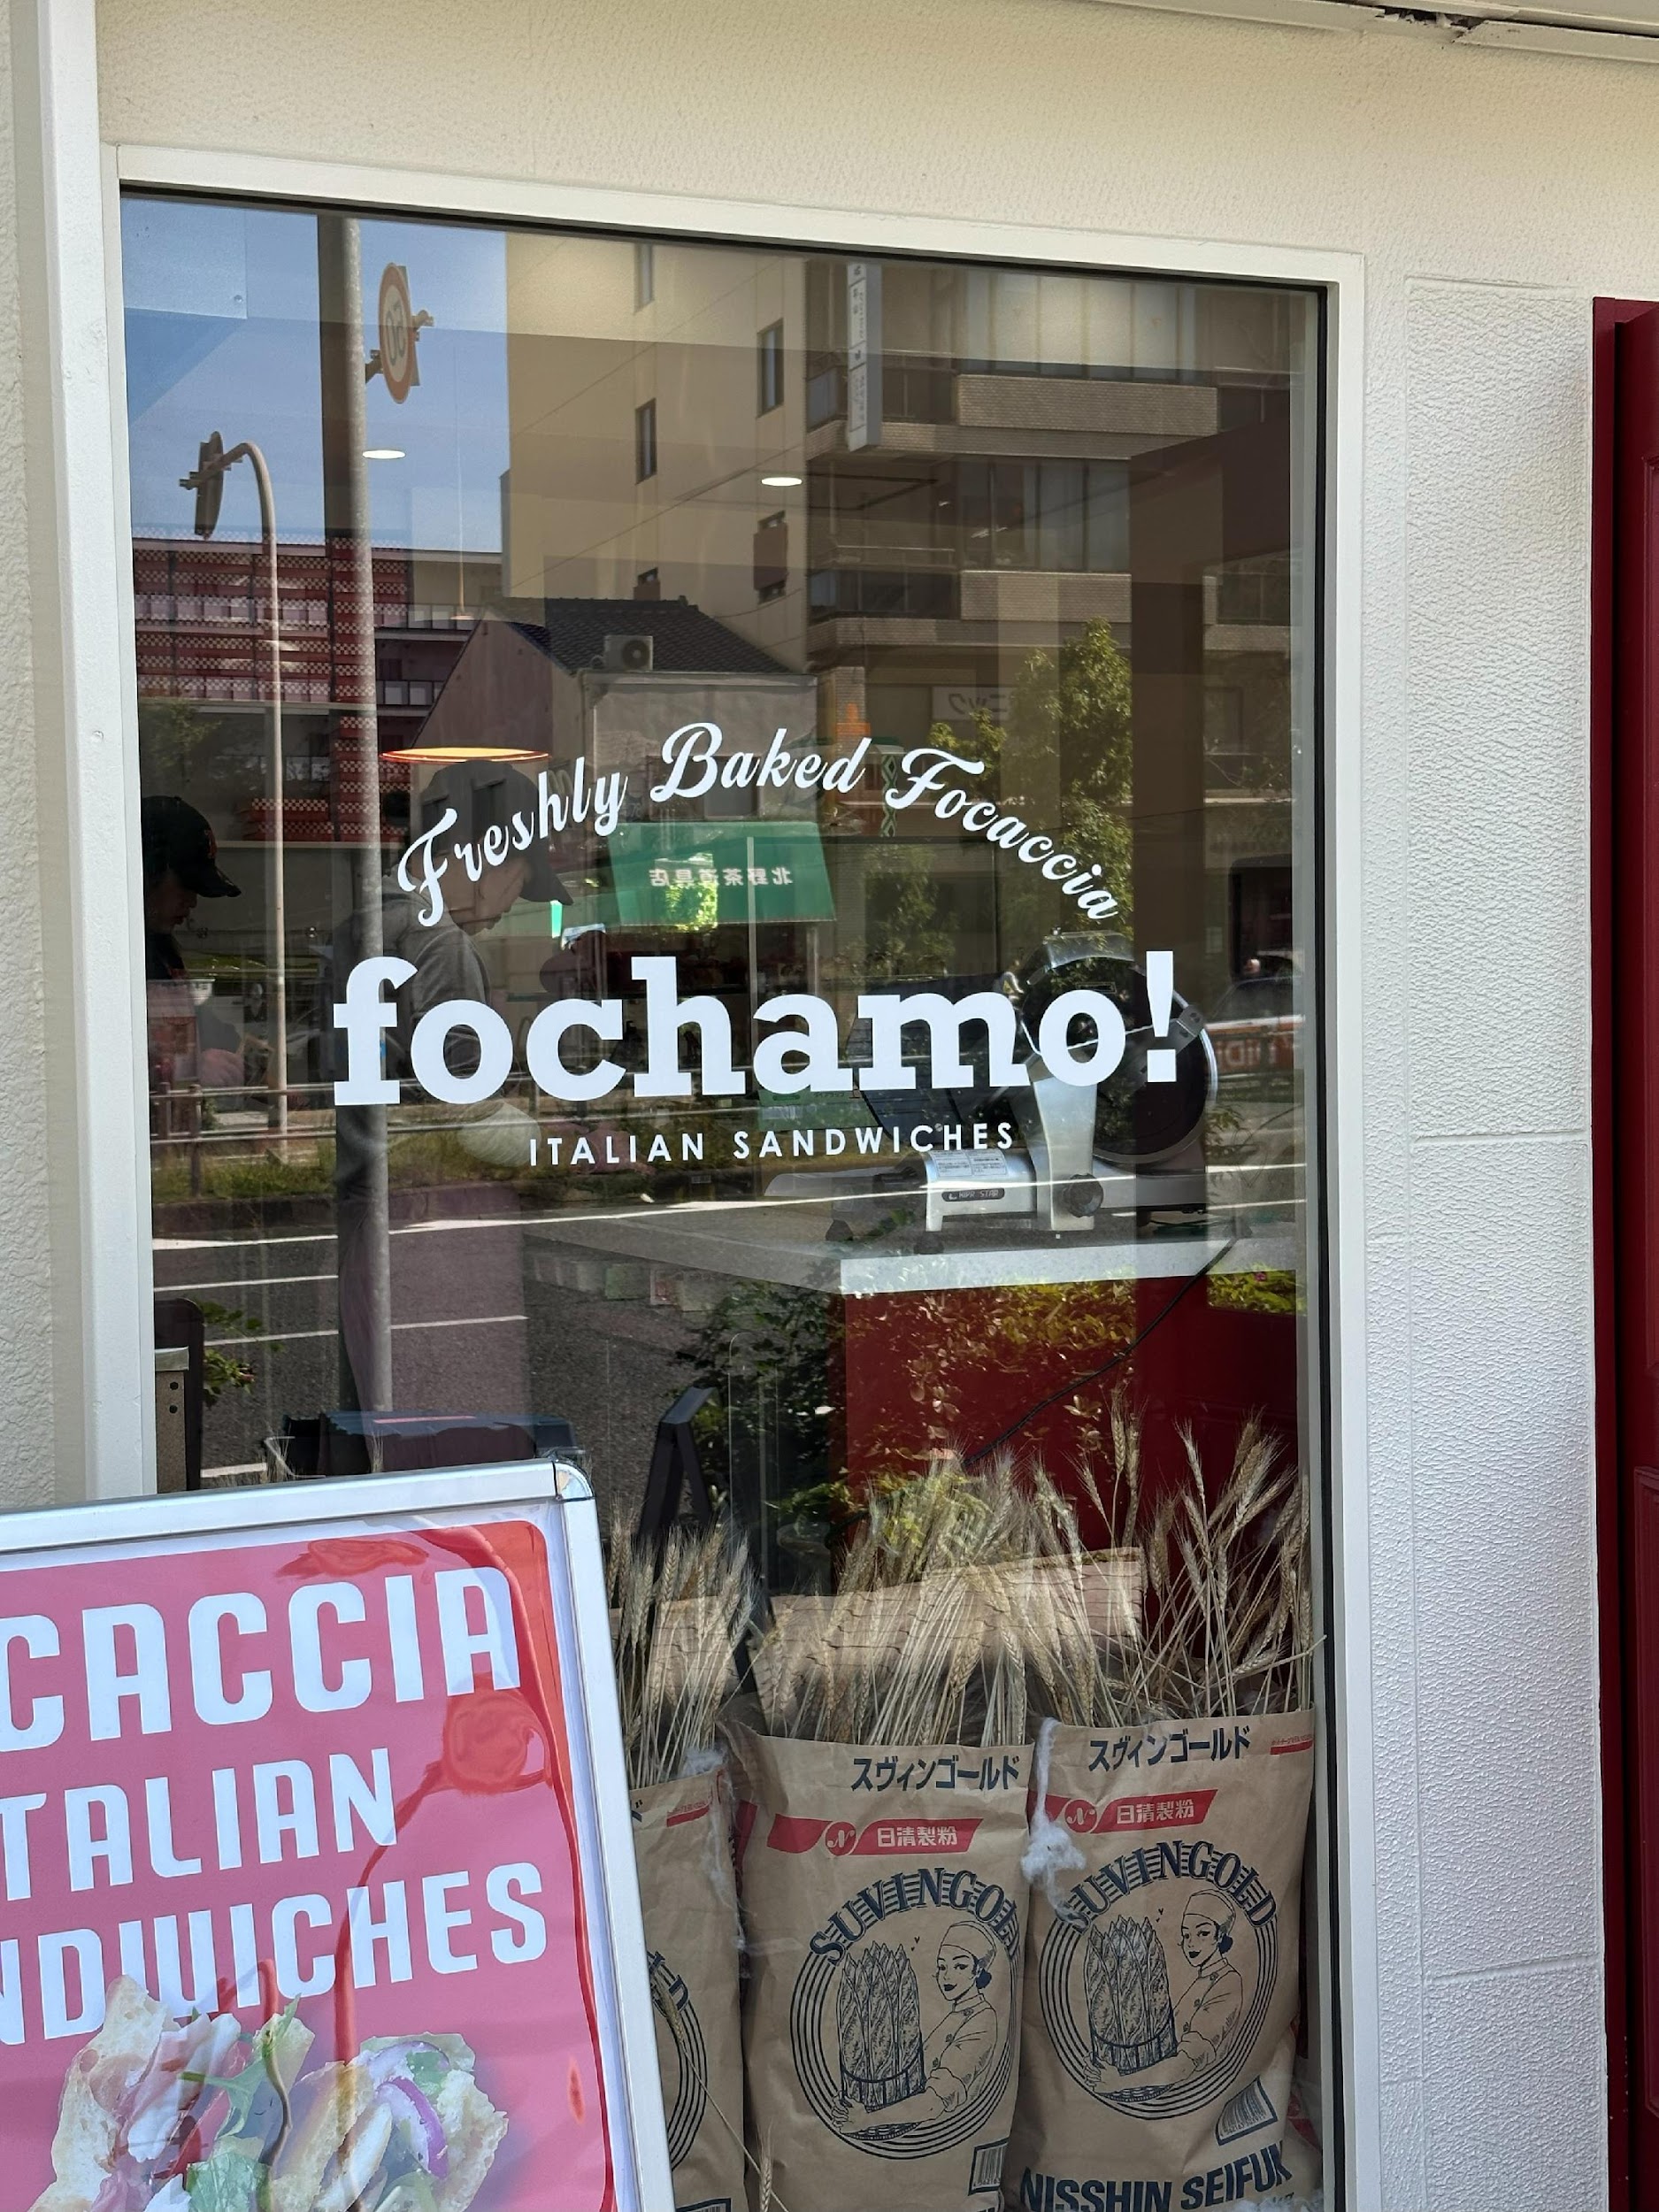 Freshly Baked Focaccia
fochamo!
ITALIAN SANDWICHES
北野茶道具店
50
CACCIA
TALIAN
NDWICHES
スヴィンゴールド
日清製粉
SUVINGOL
スヴィンゴールド
日清製粉
SUVINGOLD
NISSHIN SEIFUN